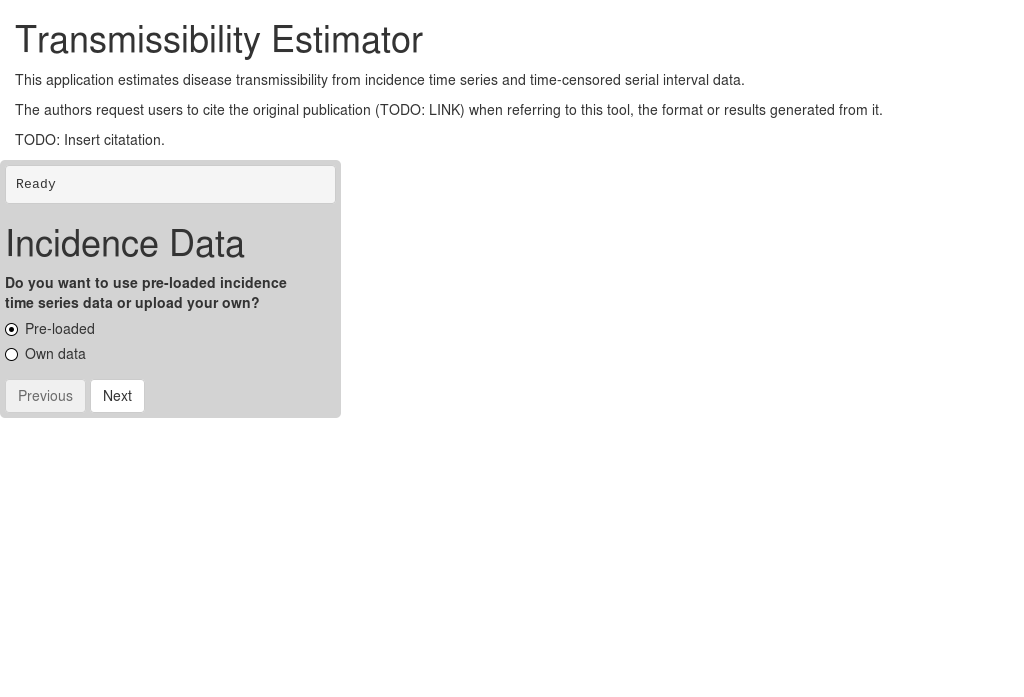 Transmissibility Estimator
This application estimates disease transmissibility from incidence time series and time-censored serial interval data.
The authors request users to cite the original publication (TODO: LINK) when referring to this tool, the format or results generated from it.
TODO: Insert citatation.
Ready
Incidence Data
Do you want to use pre-loaded incidence
time series data or upload your own?
Pre-loaded
Own data
Previous Next